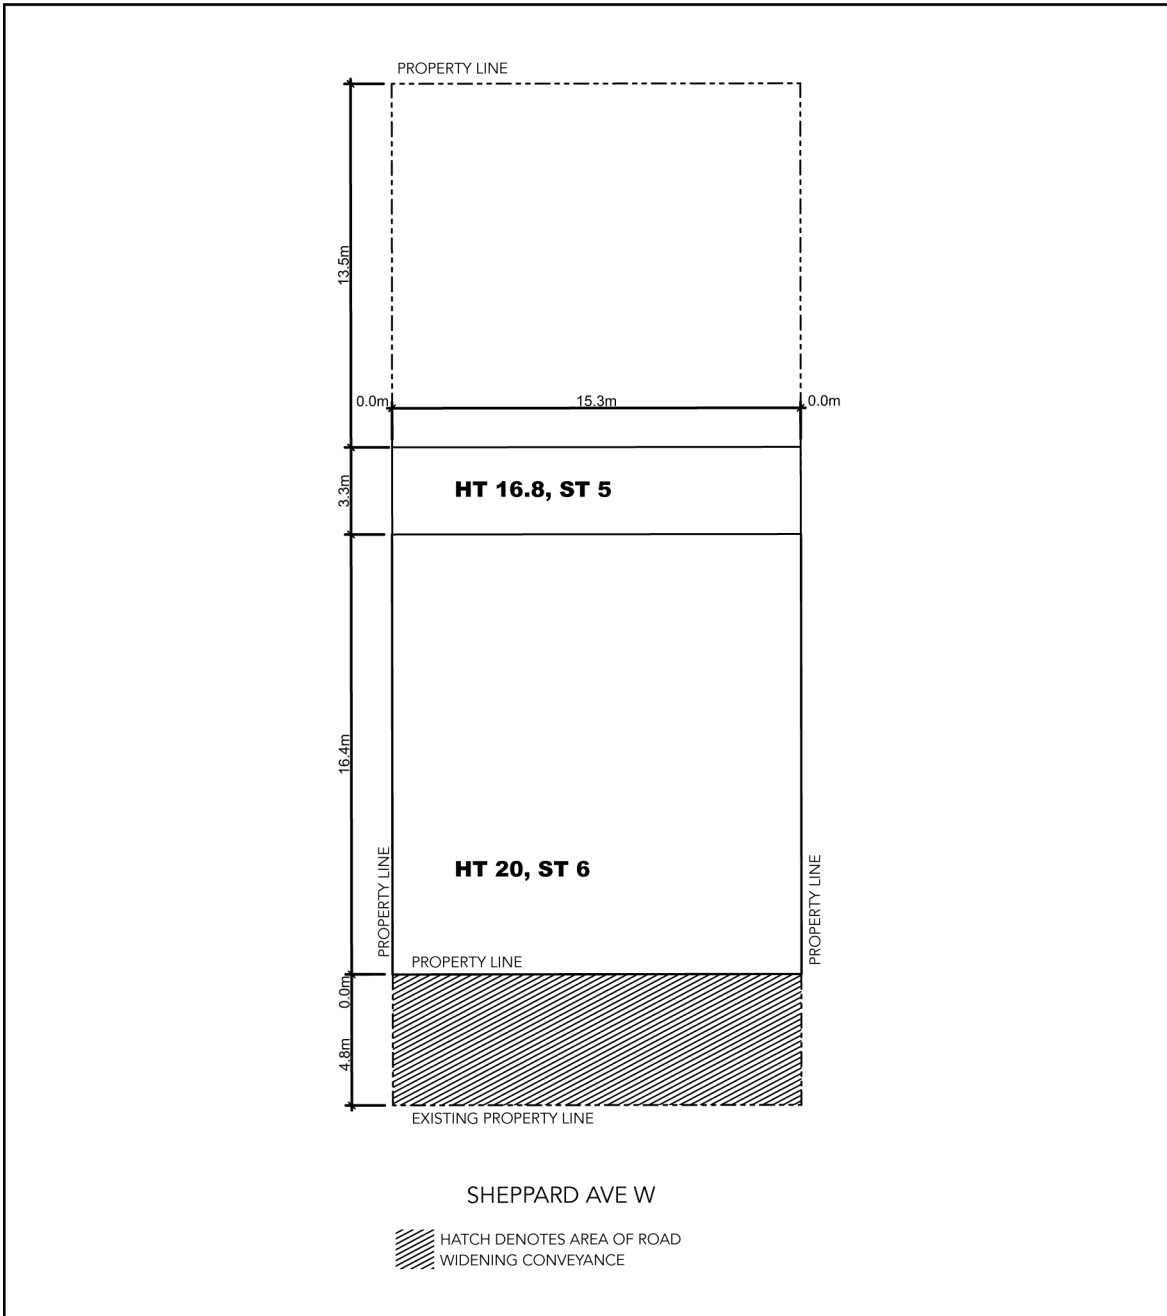 PROPERTY LINE
13.5m
0.0m
15.3m
0.0m
3.3m
HT 16.8, ST 5
16.4m
HT 20, ST 6
PROPERTY LINE
PROPERTY LINE
PROPERTY LINE
0.0m
4.8m
EXISTING PROPERTY LINE
SHEPPARD AVE W
HATCH DENOTES AREA OF ROAD
WIDENING CONVEYANCE